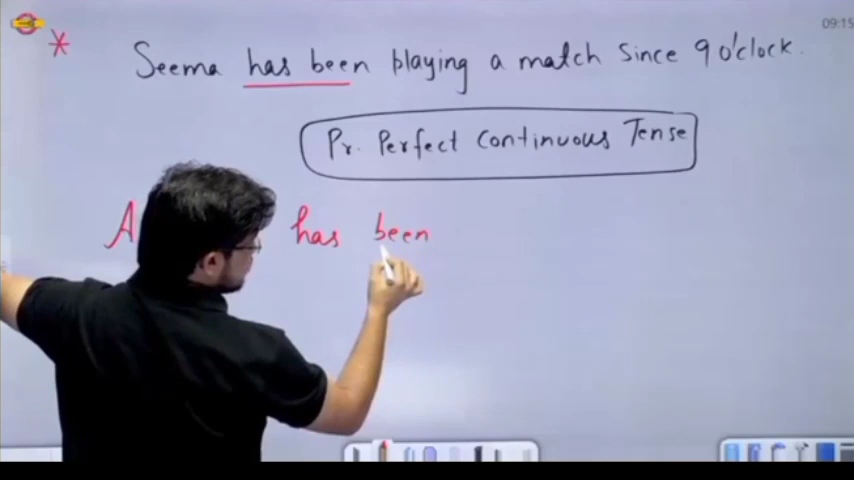 09:15
* Seema has been playing a match since 9 o'clock.
Pr. Perfect Continuous Tense
has been